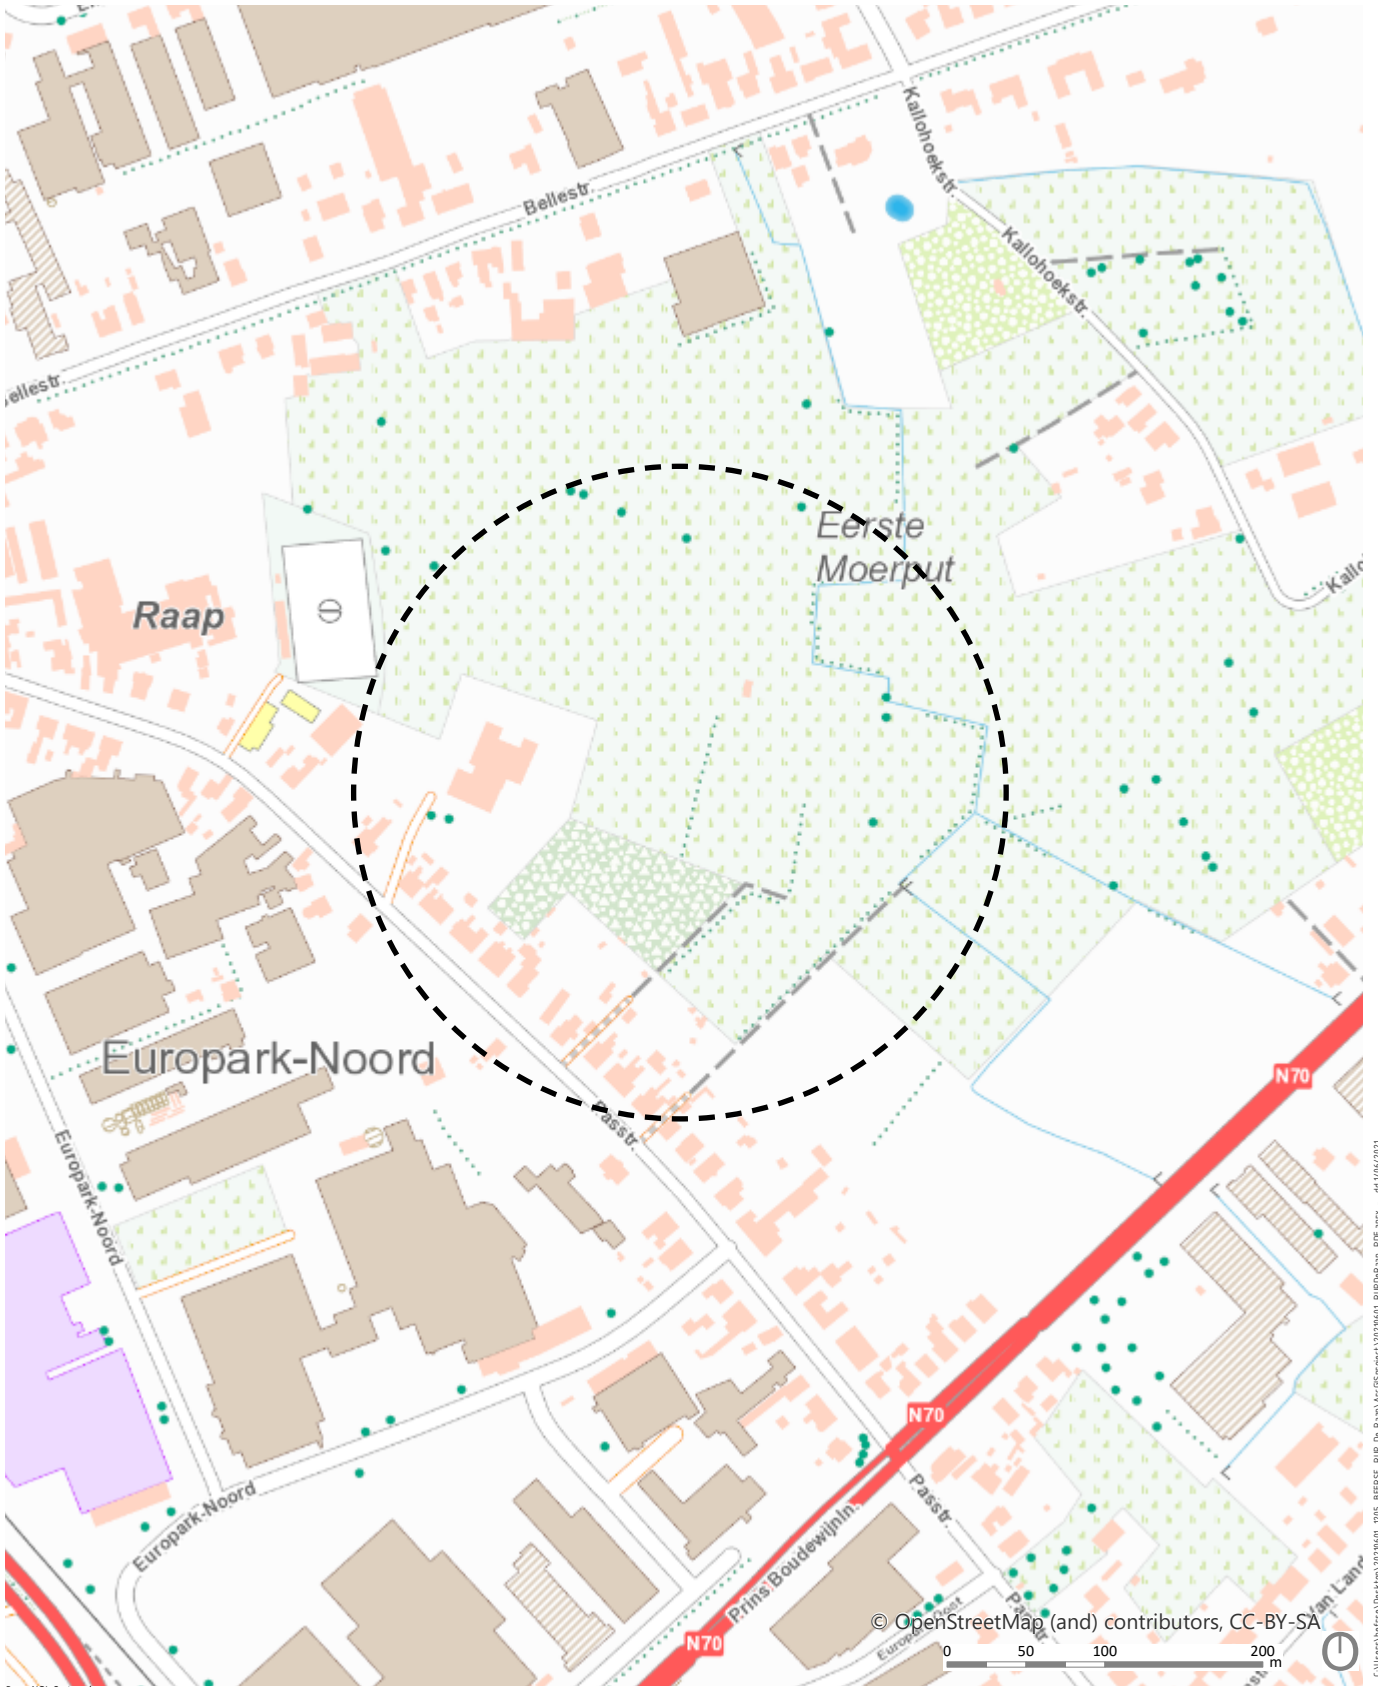 Kallohoekstr.
Bellestr.
Kallohoekstr.
Bellestr.
Eerste
Moerput
Raap
Europark-Noord
N70
Passtr.
Europark-Noord
N70
Passtr.
Europark-Noord
Prins Boudewijnln.
N70
© OpenStreetMap (and) contributors, CC-BY-SA
0 50 100 200
m